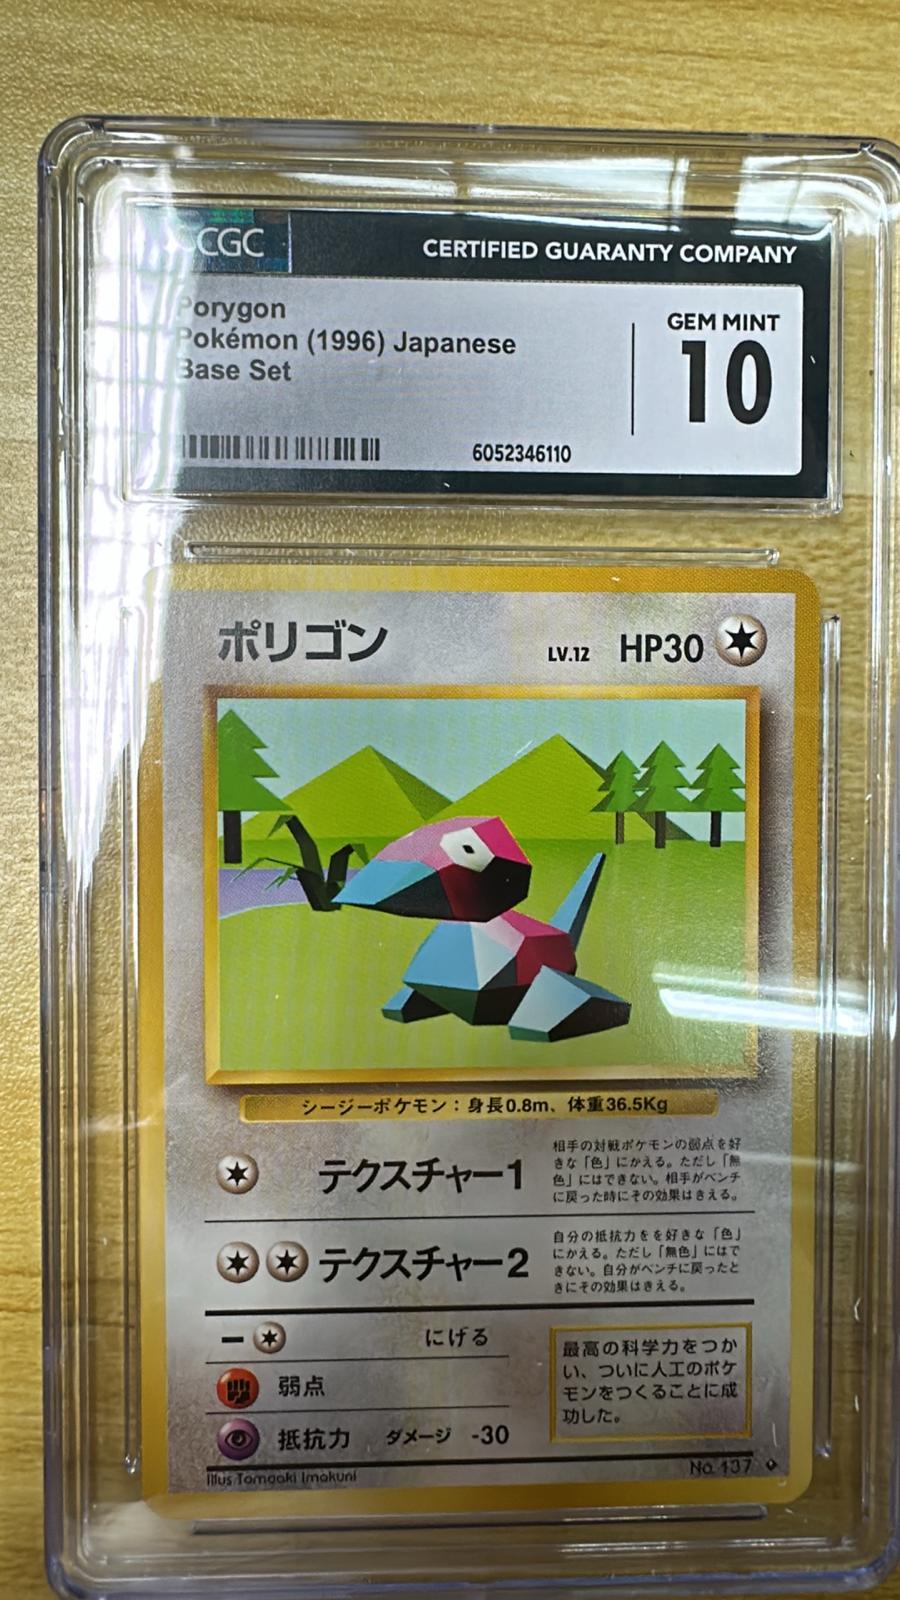 CGC
CERTIFIED GUARANTY COMPANY
Porygon
Pokémon (1996) Japanese
Base Set
GEM MINT
10
6052346110
ポリゴン LV.12 HP30
シージーポケモン：身長0.8m、体重36.5Kg
テクスチャー1
相手の対戦ポケモンの弱点を好
きな「色」にかえる。ただし「無
色」にはできない。相手がベンチ
に戻った時にその効果はきえる。
テクスチャー2
自分の抵抗力をを好きな「色」
にかえる。ただし「無色」にはで
きない。自分がベンチに戻ったと
きにその効果はきえる。
ー にげる
弱点
抵抗力 ダメージ -30
最高の科学力をつか
い、ついに人工のポケ
モンをつくることに成
功した。
Illus.Tomoaki Imakuni
No.137